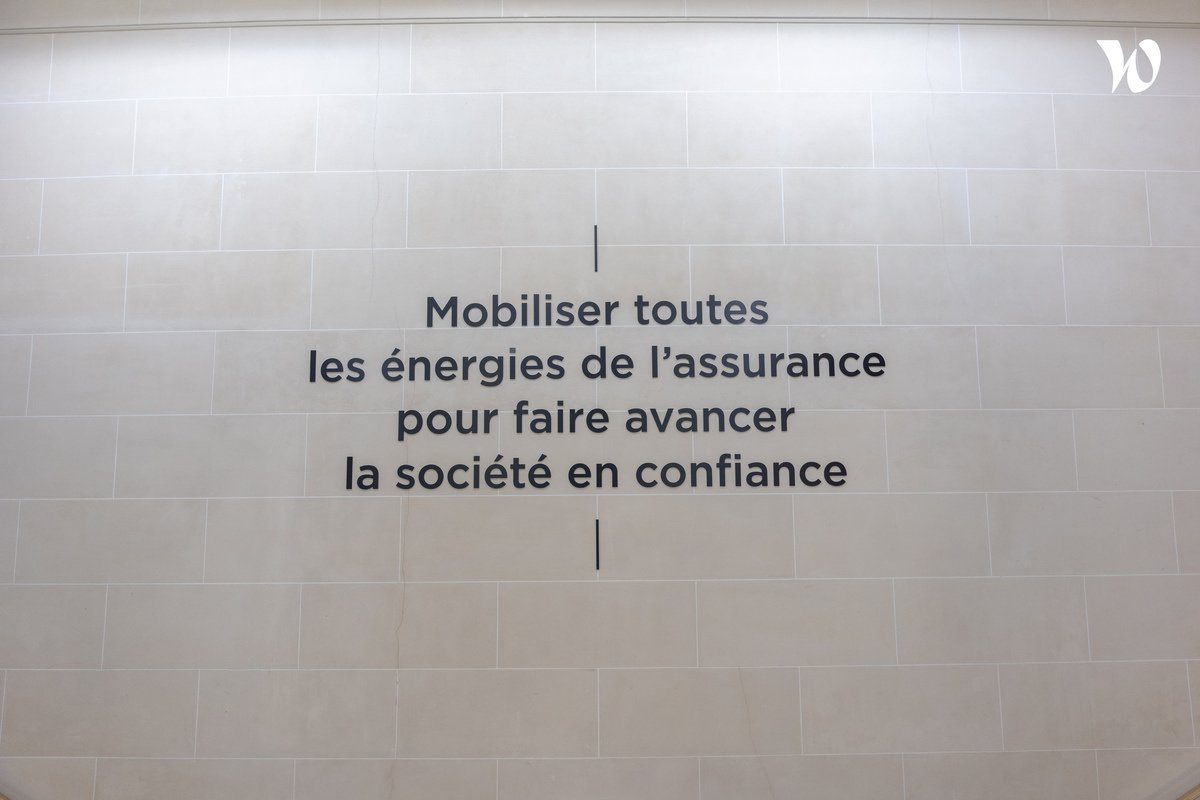 Mobiliser toutes
les énergies de l’assurance
pour faire avancer
la société en confiance